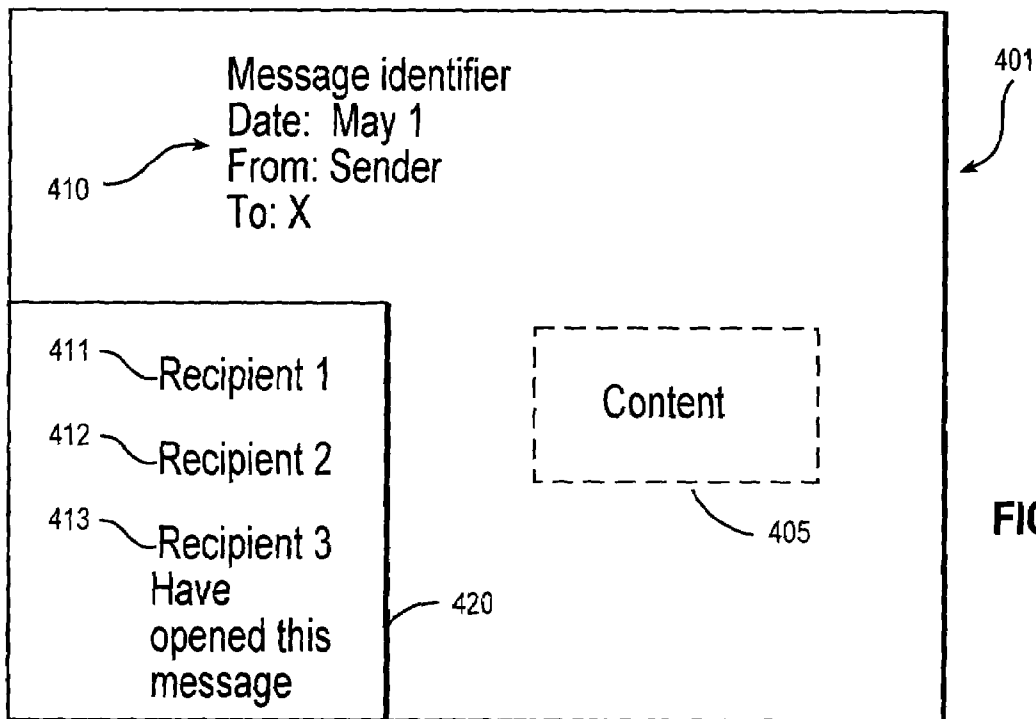 Message identifier
Date: May 1
From: Sender
To: X
401
410
411
Recipient 1
412
Recipient 2
413
Recipient 3
Have
opened this
message
420
Content
405